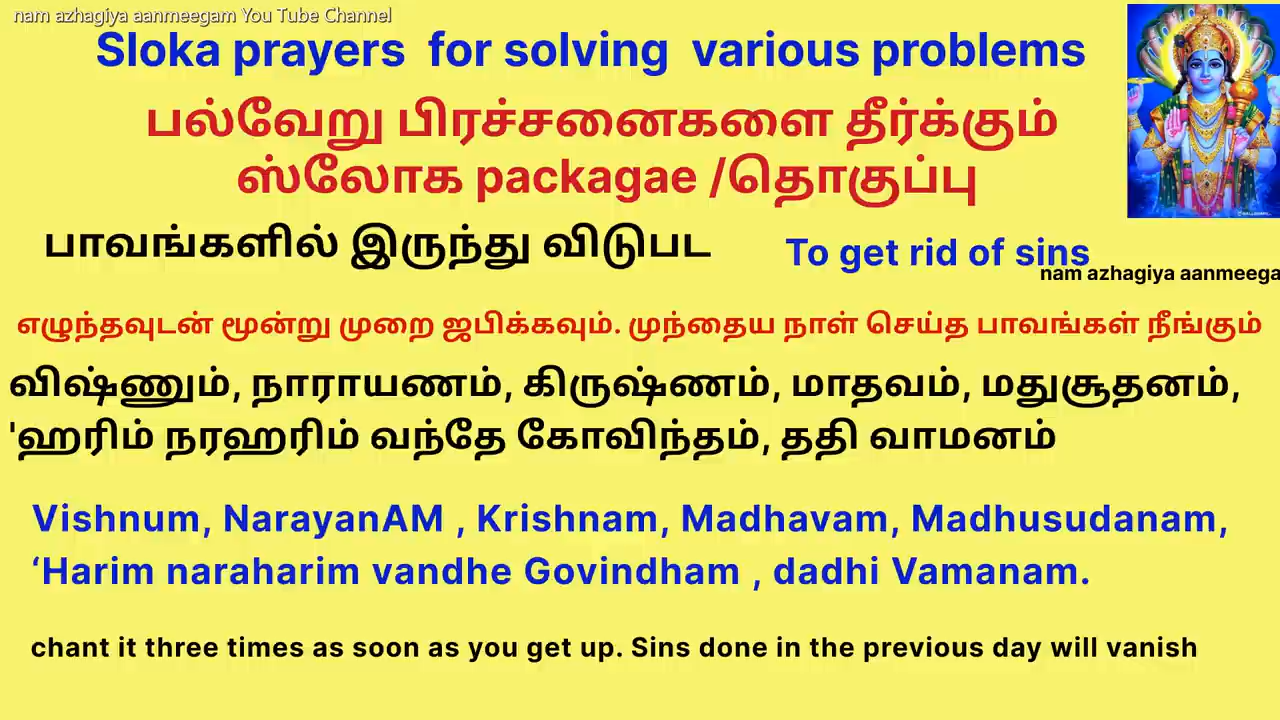 nam azhagiya aanmeegam You Tube Channel
Sloka prayers for solving various problems
பல்வேறு பிரச்சனைகளை தீர்க்கும்
ஸ்லோக packagae /தொகுப்பு
பாவங்களில் இருந்து விடுபட To get rid of sins
nam azhagiya aanmeega
எழுந்தவுடன் மூன்று முறை ஜபிக்கவும். முந்தைய நாள் செய்த பாவங்கள் நீங்கும்
விஷ்ணும், நாராயணம், கிருஷ்ணம், மாதவம், மதுசூதனம்,
'ஹரிம் நரஹரிம் வந்தே கோவிந்தம், ததி வாமனம்
Vishnum, NarayanAM , Krishnam, Madhavam, Madhusudanam,
‘Harim naraharim vandhe Govindham , dadhi Vamanam.
chant it three times as soon as you get up. Sins done in the previous day will vanish